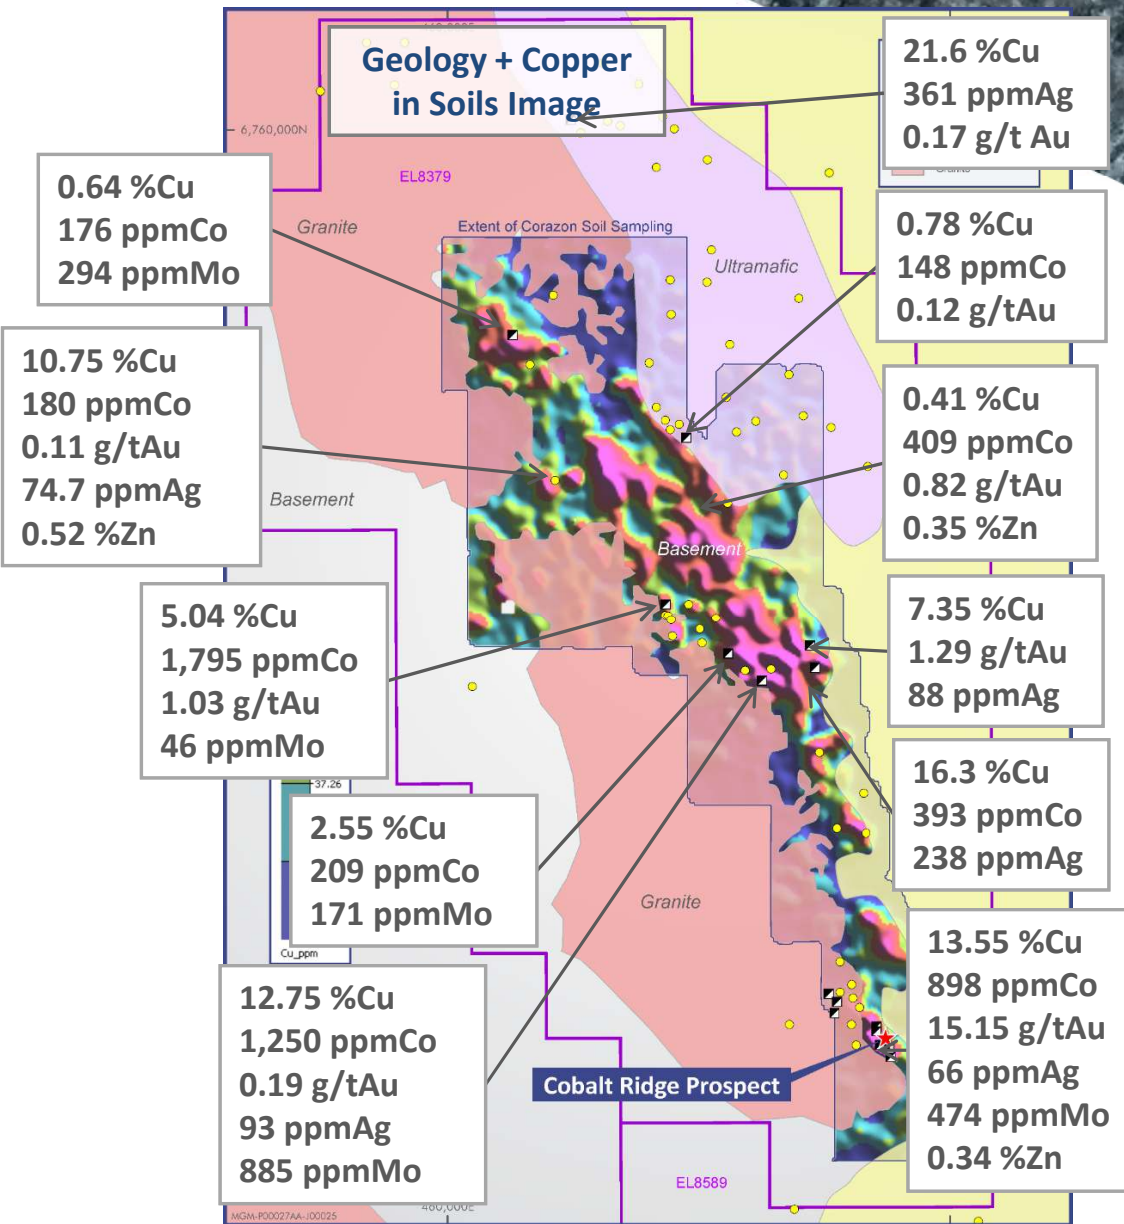 Geology + Copper
in Soils Image
6,760,000N
EL8379
Granite
Extent of Corazon Soil Sampling
Ultramafic
Basement
Basement
Granite
37.26
Cu_ppm
Cobalt Ridge Prospect
EL8589
460,000E
MGM-P00027AA-J00025
21.6 %Cu
361 ppmAg
0.17 g/t Au
0.64 %Cu
176 ppmCo
294 ppmMo
0.78 %Cu
148 ppmCo
0.12 g/tAu
10.75 %Cu
180 ppmCo
0.11 g/tAu
74.7 ppmAg
0.52 %Zn
0.41 %Cu
409 ppmCo
0.82 g/tAu
0.35 %Zn
5.04 %Cu
1,795 ppmCo
1.03 g/tAu
46 ppmMo
7.35 %Cu
1.29 g/tAu
88 ppmAg
16.3 %Cu
393 ppmCo
238 ppmAg
2.55 %Cu
209 ppmCo
171 ppmMo
12.75 %Cu
1,250 ppmCo
0.19 g/tAu
93 ppmAg
885 ppmMo
13.55 %Cu
898 ppmCo
15.15 g/tAu
66 ppmAg
474 ppmMo
0.34 %Zn